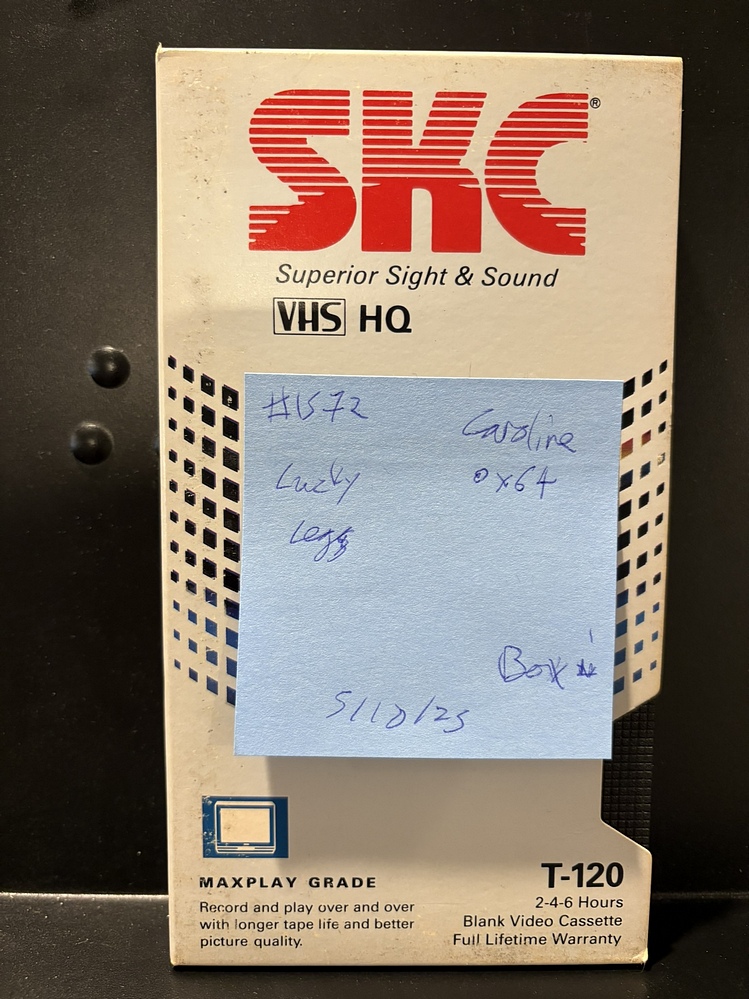 SKC®
Superior Sight & Sound
VHS HQ
#1572
Caroline
Lucky
0x64
Legs
Box
5/10/25
MAXPLAY GRADE
Record and play over and over
with longer tape life and better
picture quality.
T-120
2-4-6 Hours
Blank Video Cassette
Full Lifetime Warranty